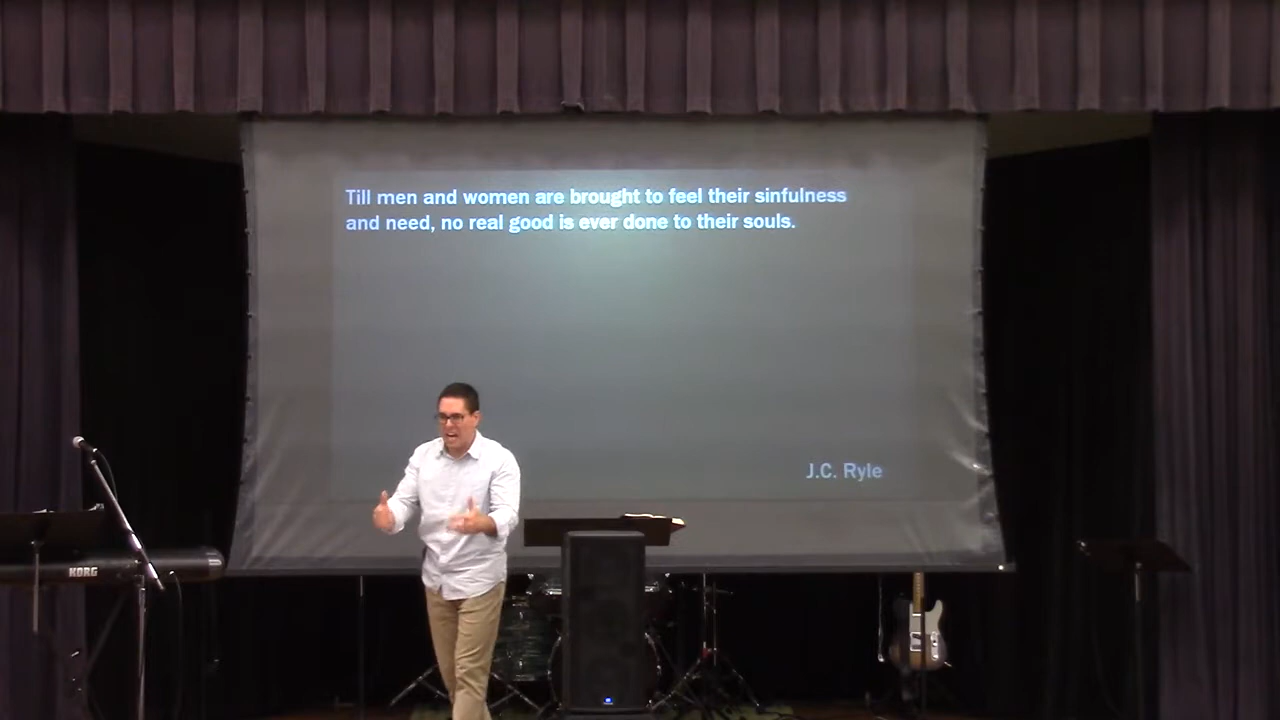 Till men and women are brought to feel their sinfulness
and need, no real good is ever done to their souls.
J.C. Ryle
KORG